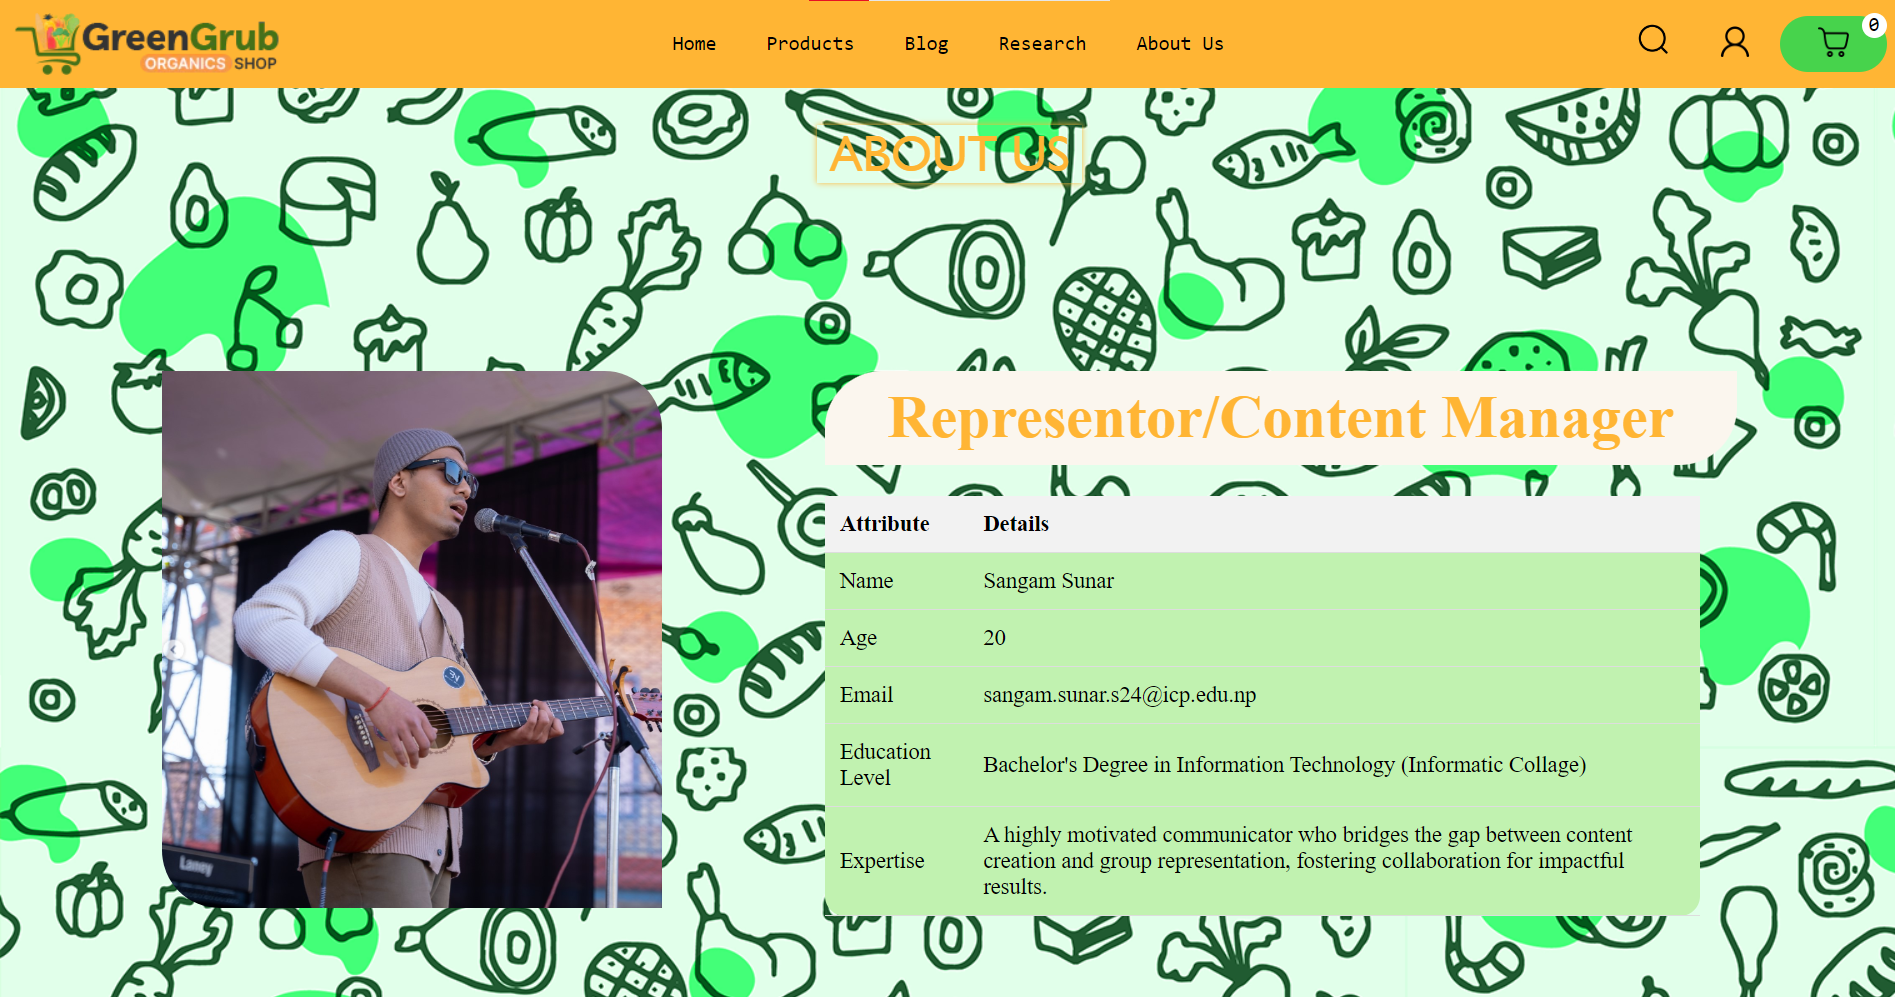 GreenGrub
ORGANICS SHOP
Home Products Blog Research About Us
0
ABOUT US
Representor/Content Manager
Attribute Details
Name Sangam Sunar
Age 20
Email sangam.sunar.s24@icp.edu.np
Education
Level
Bachelor's Degree in Information Technology (Informatic Collage)
Expertise
A highly motivated communicator who bridges the gap between content
creation and group representation, fostering collaboration for impactful
results.
Laney